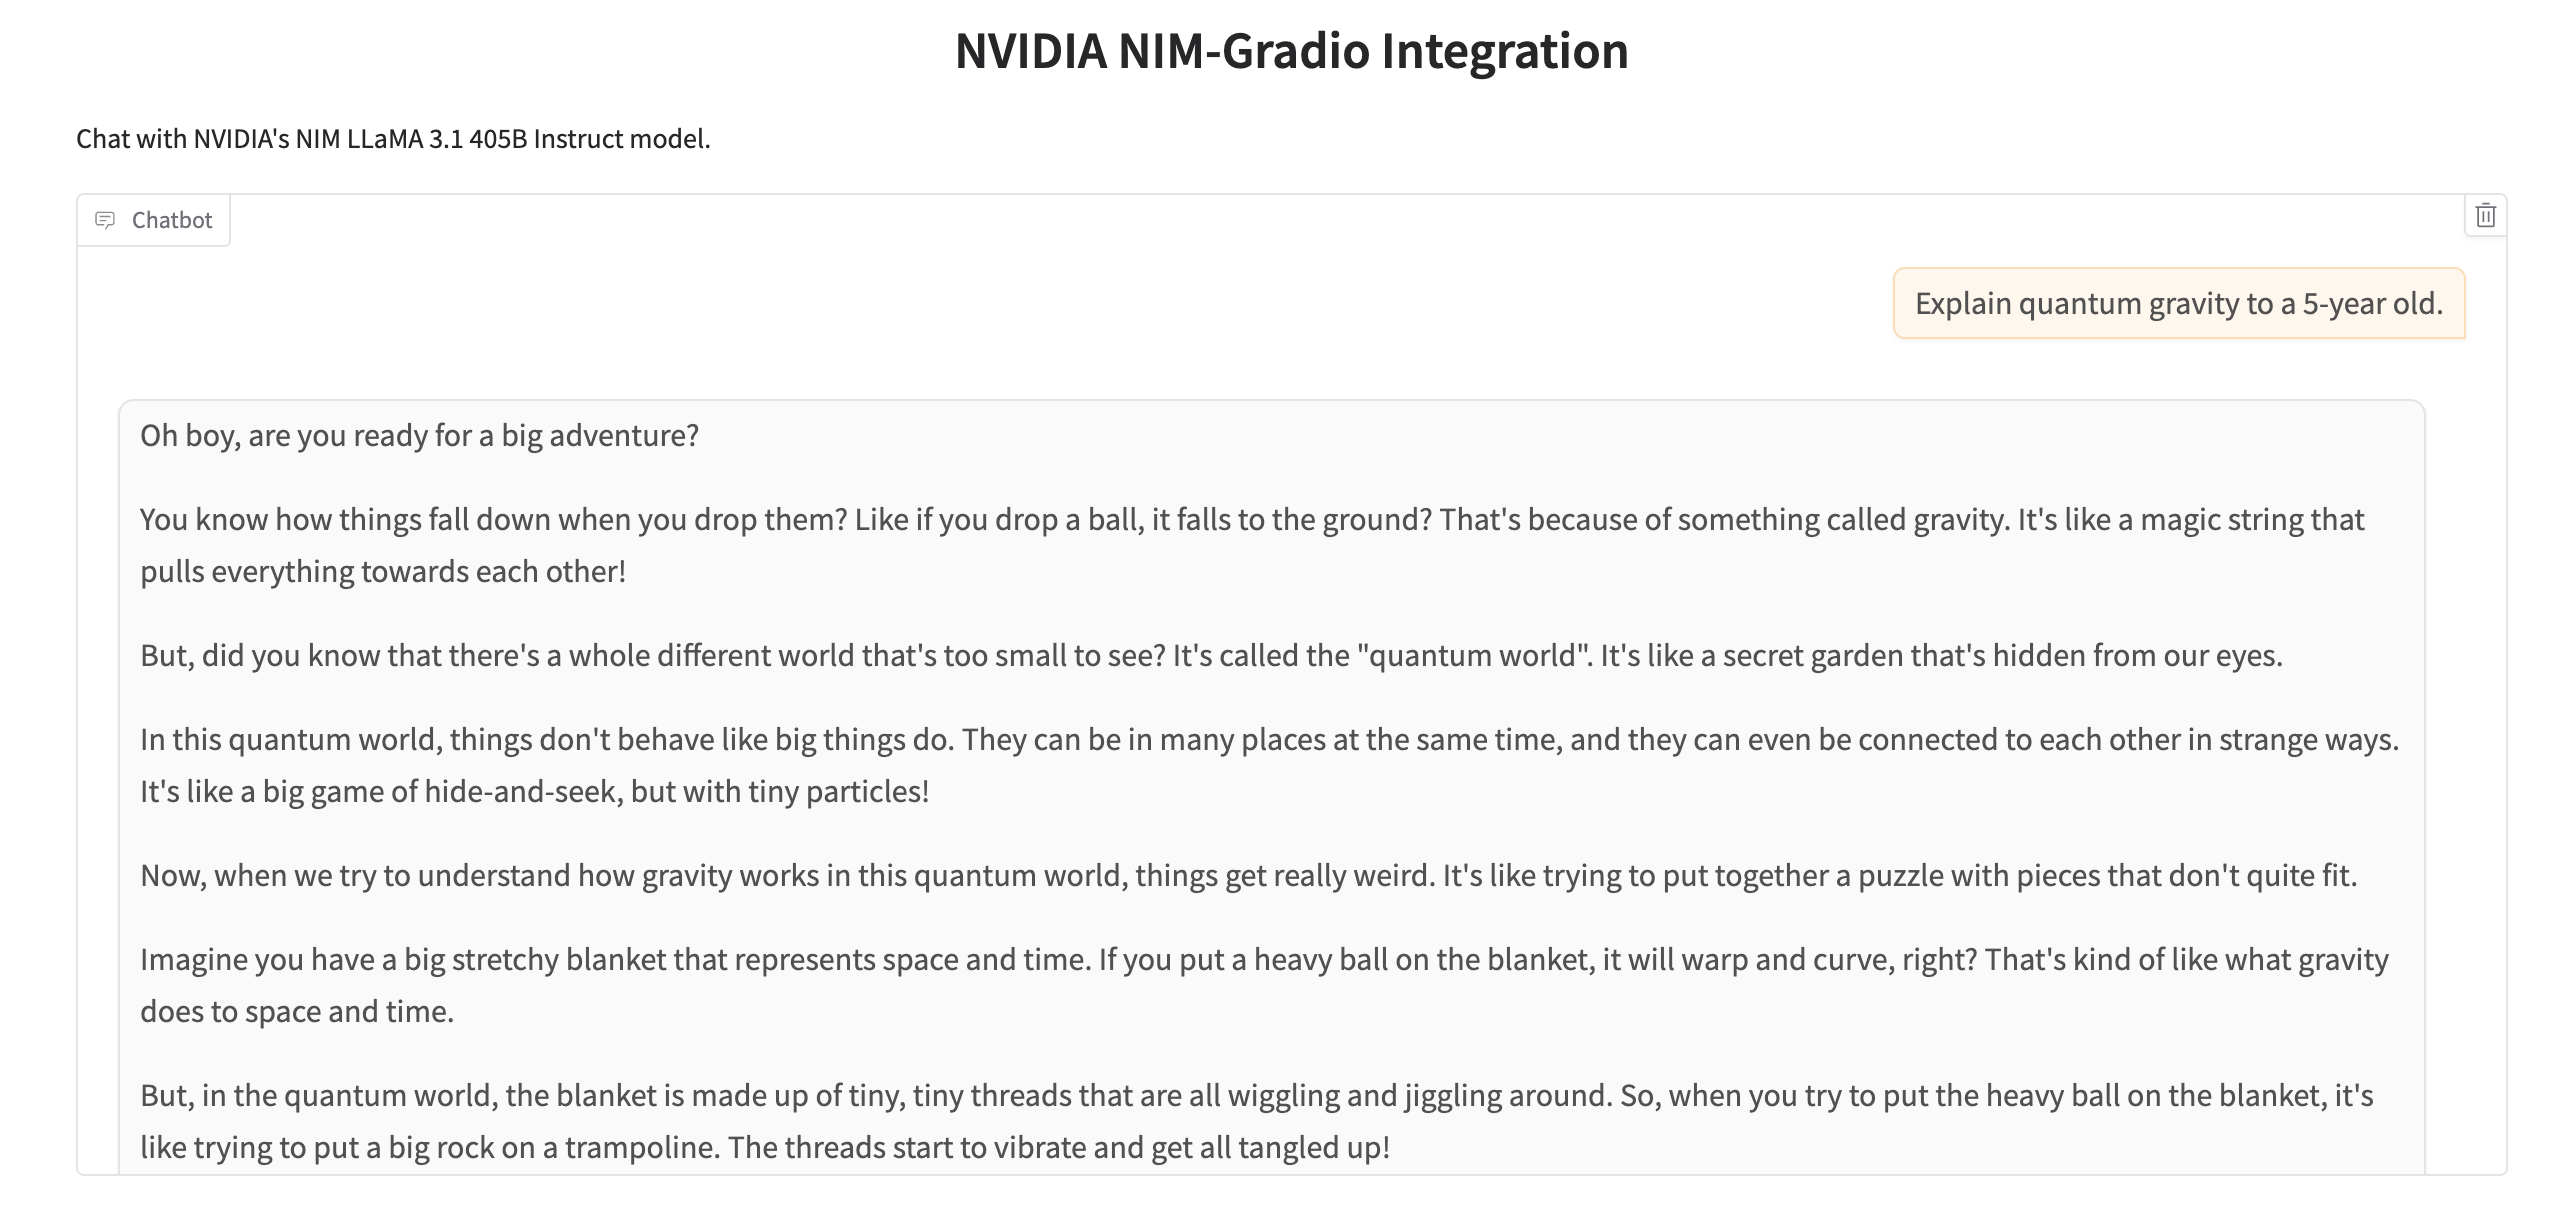 NVIDIA NIM-Gradio Integration
Chat with NVIDIA's NIM LLaMA 3.1 405B Instruct model.
Chatbot
Explain quantum gravity to a 5-year old.
Oh boy, are you ready for a big adventure?
You know how things fall down when you drop them? Like if you drop a ball, it falls to the ground? That's because of something called gravity. It's like a magic string that
pulls everything towards each other!
But, did you know that there's a whole different world that's too small to see? It's called the "quantum world". It's like a secret garden that's hidden from our eyes.
In this quantum world, things don't behave like big things do. They can be in many places at the same time, and they can even be connected to each other in strange ways.
It's like a big game of hide-and-seek, but with tiny particles!
Now, when we try to understand how gravity works in this quantum world, things get really weird. It's like trying to put together a puzzle with pieces that don't quite fit.
Imagine you have a big stretchy blanket that represents space and time. If you put a heavy ball on the blanket, it will warp and curve, right? That's kind of like what gravity
does to space and time.
But, in the quantum world, the blanket is made up of tiny, tiny threads that are all wiggling and jiggling around. So, when you try to put the heavy ball on the blanket, it's
like trying to put a big rock on a trampoline. The threads start to vibrate and get all tangled up!